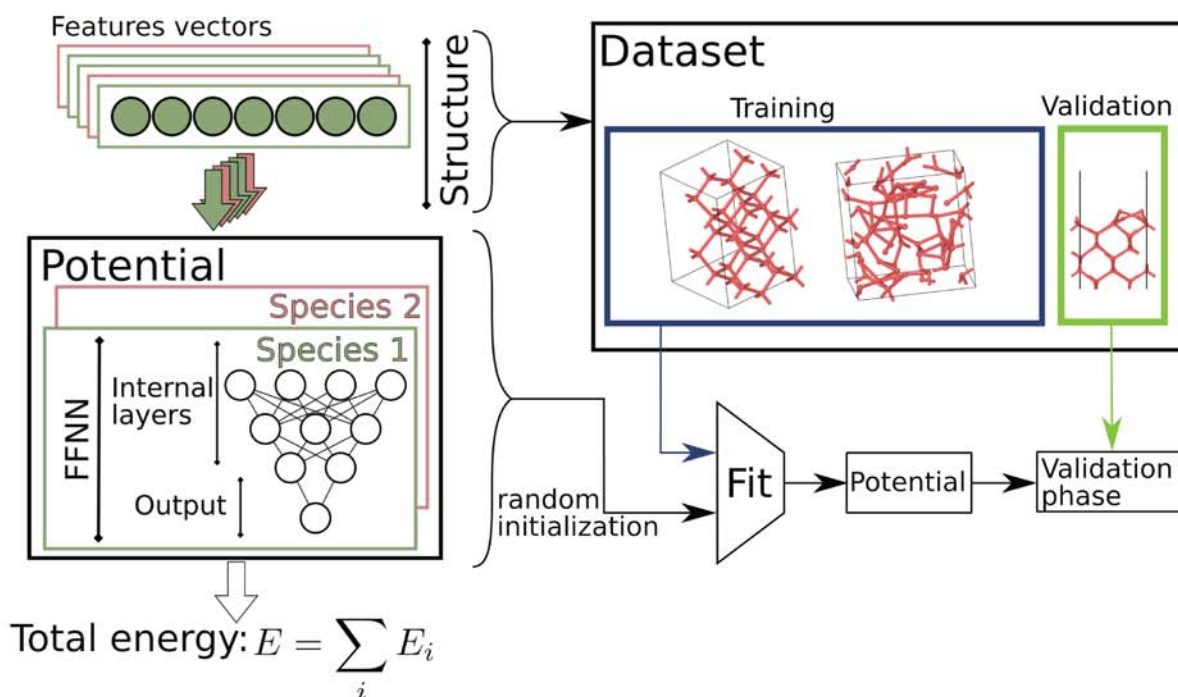 Features vectors
Structure
Dataset
Training
Validation
Potential
Species 2
Species 1
FFNN
Internal
layers
Output
random
initialization
Fit
Potential
Validation
phase
Total energy: E = ∑ E_i
i